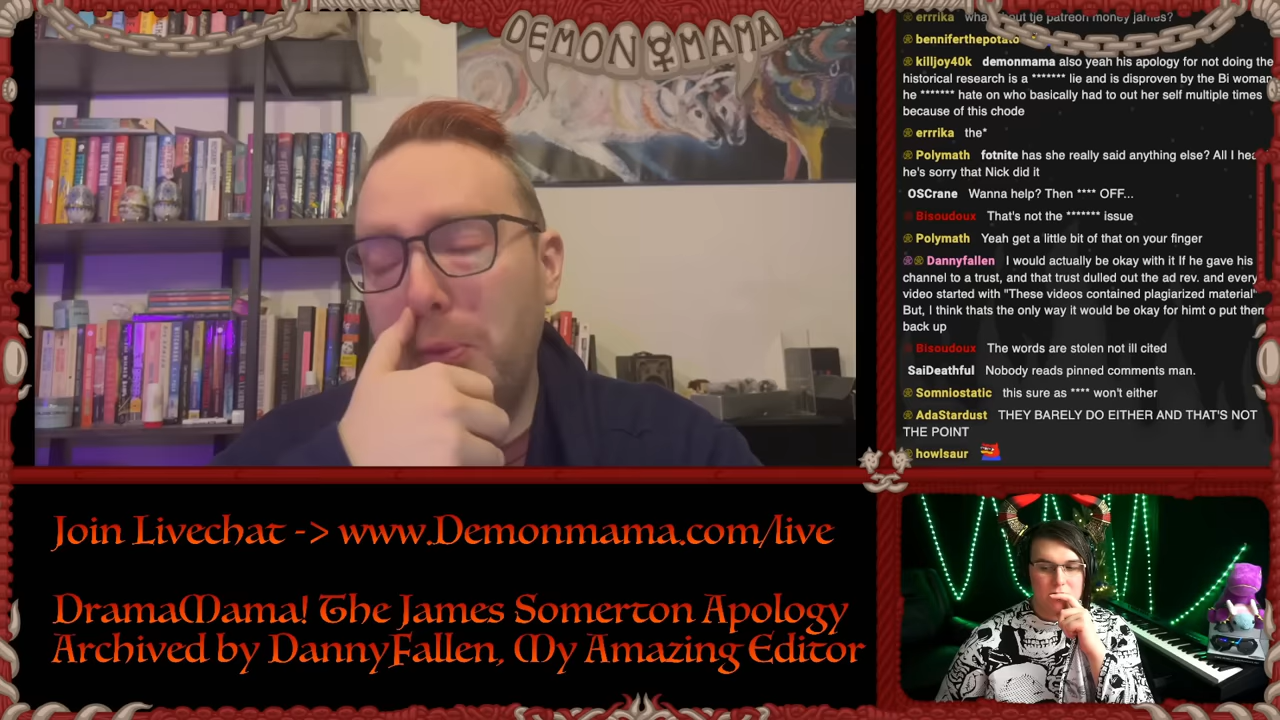 DEMON MAMA
errrika wha out tje patreon money james?
benniferthepotato
killjoy40k demonmama also yeah his apology for not doing the
historical research is a ******* lie and is disproven by the Bi woman
he ******* hate on who basically had to out her self multiple times
because of this chode
errrika the*
Polymath fotnite has she really said anything else? All I hea
he's sorry that Nick did it
OSCrane Wanna help? Then **** OFF...
Bisoudoux That's not the ******* issue
Polymath Yeah get a little bit of that on your finger
Dannyfallen I would actually be okay with it If he gave his
channel to a trust, and that trust dulled out the ad rev. and every
video started with "These videos contained plagiarized material"
But, I think thats the only way it would be okay for himt o put them
back up
Bisoudoux The words are stolen not ill cited
SaiDeathful Nobody reads pinned comments man.
Somniostatic this sure as **** won't either
AdaStardust THEY BARELY DO EITHER AND THAT'S NOT
THE POINT
howlsaur
Join Livechat -> www.Demonmama.com/live
DramaMama! The James Somerton Apology
Archived by DannyFallen, My Amazing Editor